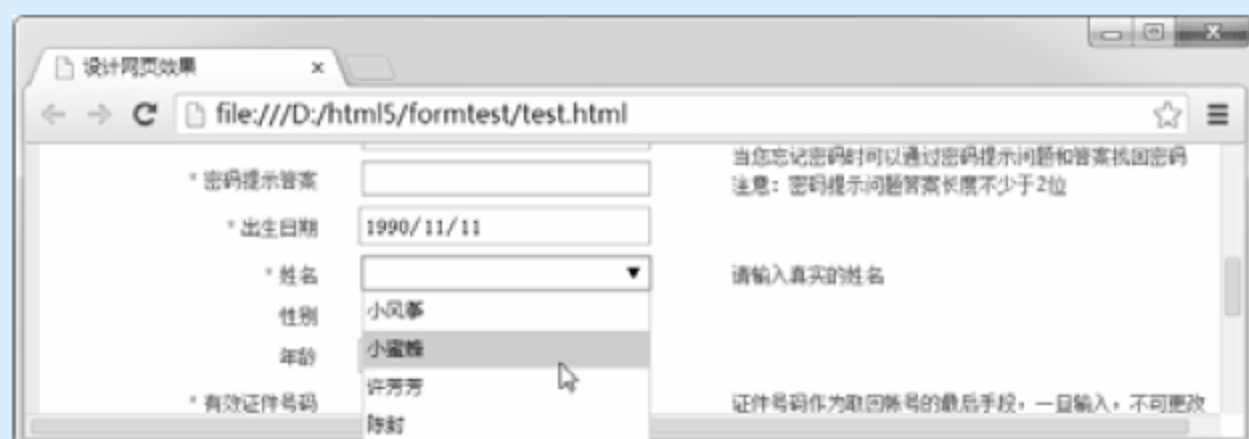 设计网页效果
file:///D:/html5/formtest/test.html
当您忘记密码时可以通过密码提示问题和答案找回密码
* 密码提示答案
注意：密码提示问题答案长度不少于2位
* 出生日期 1990/11/11
* 姓名 请输入真实的姓名
小风筝
性别
小蜜蜂
年龄
许芳芳
* 有效证件号码 证件号码作为取回帐号的最后手段，一旦输入，不可更改
陈封